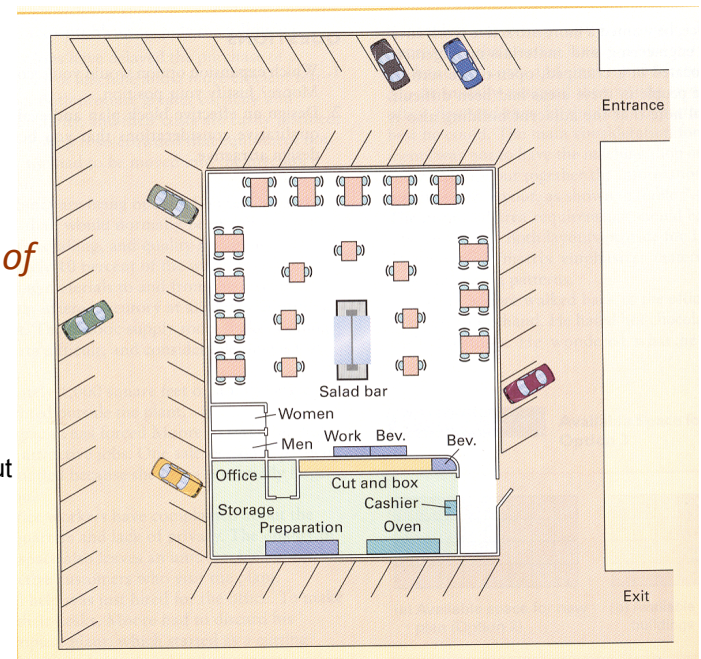 Entrance
of
Salad bar
Women
Men
Work Bev.
Bev.
ut
Office
Cut and box
Storage
Cashier
Preparation
Oven
Exit